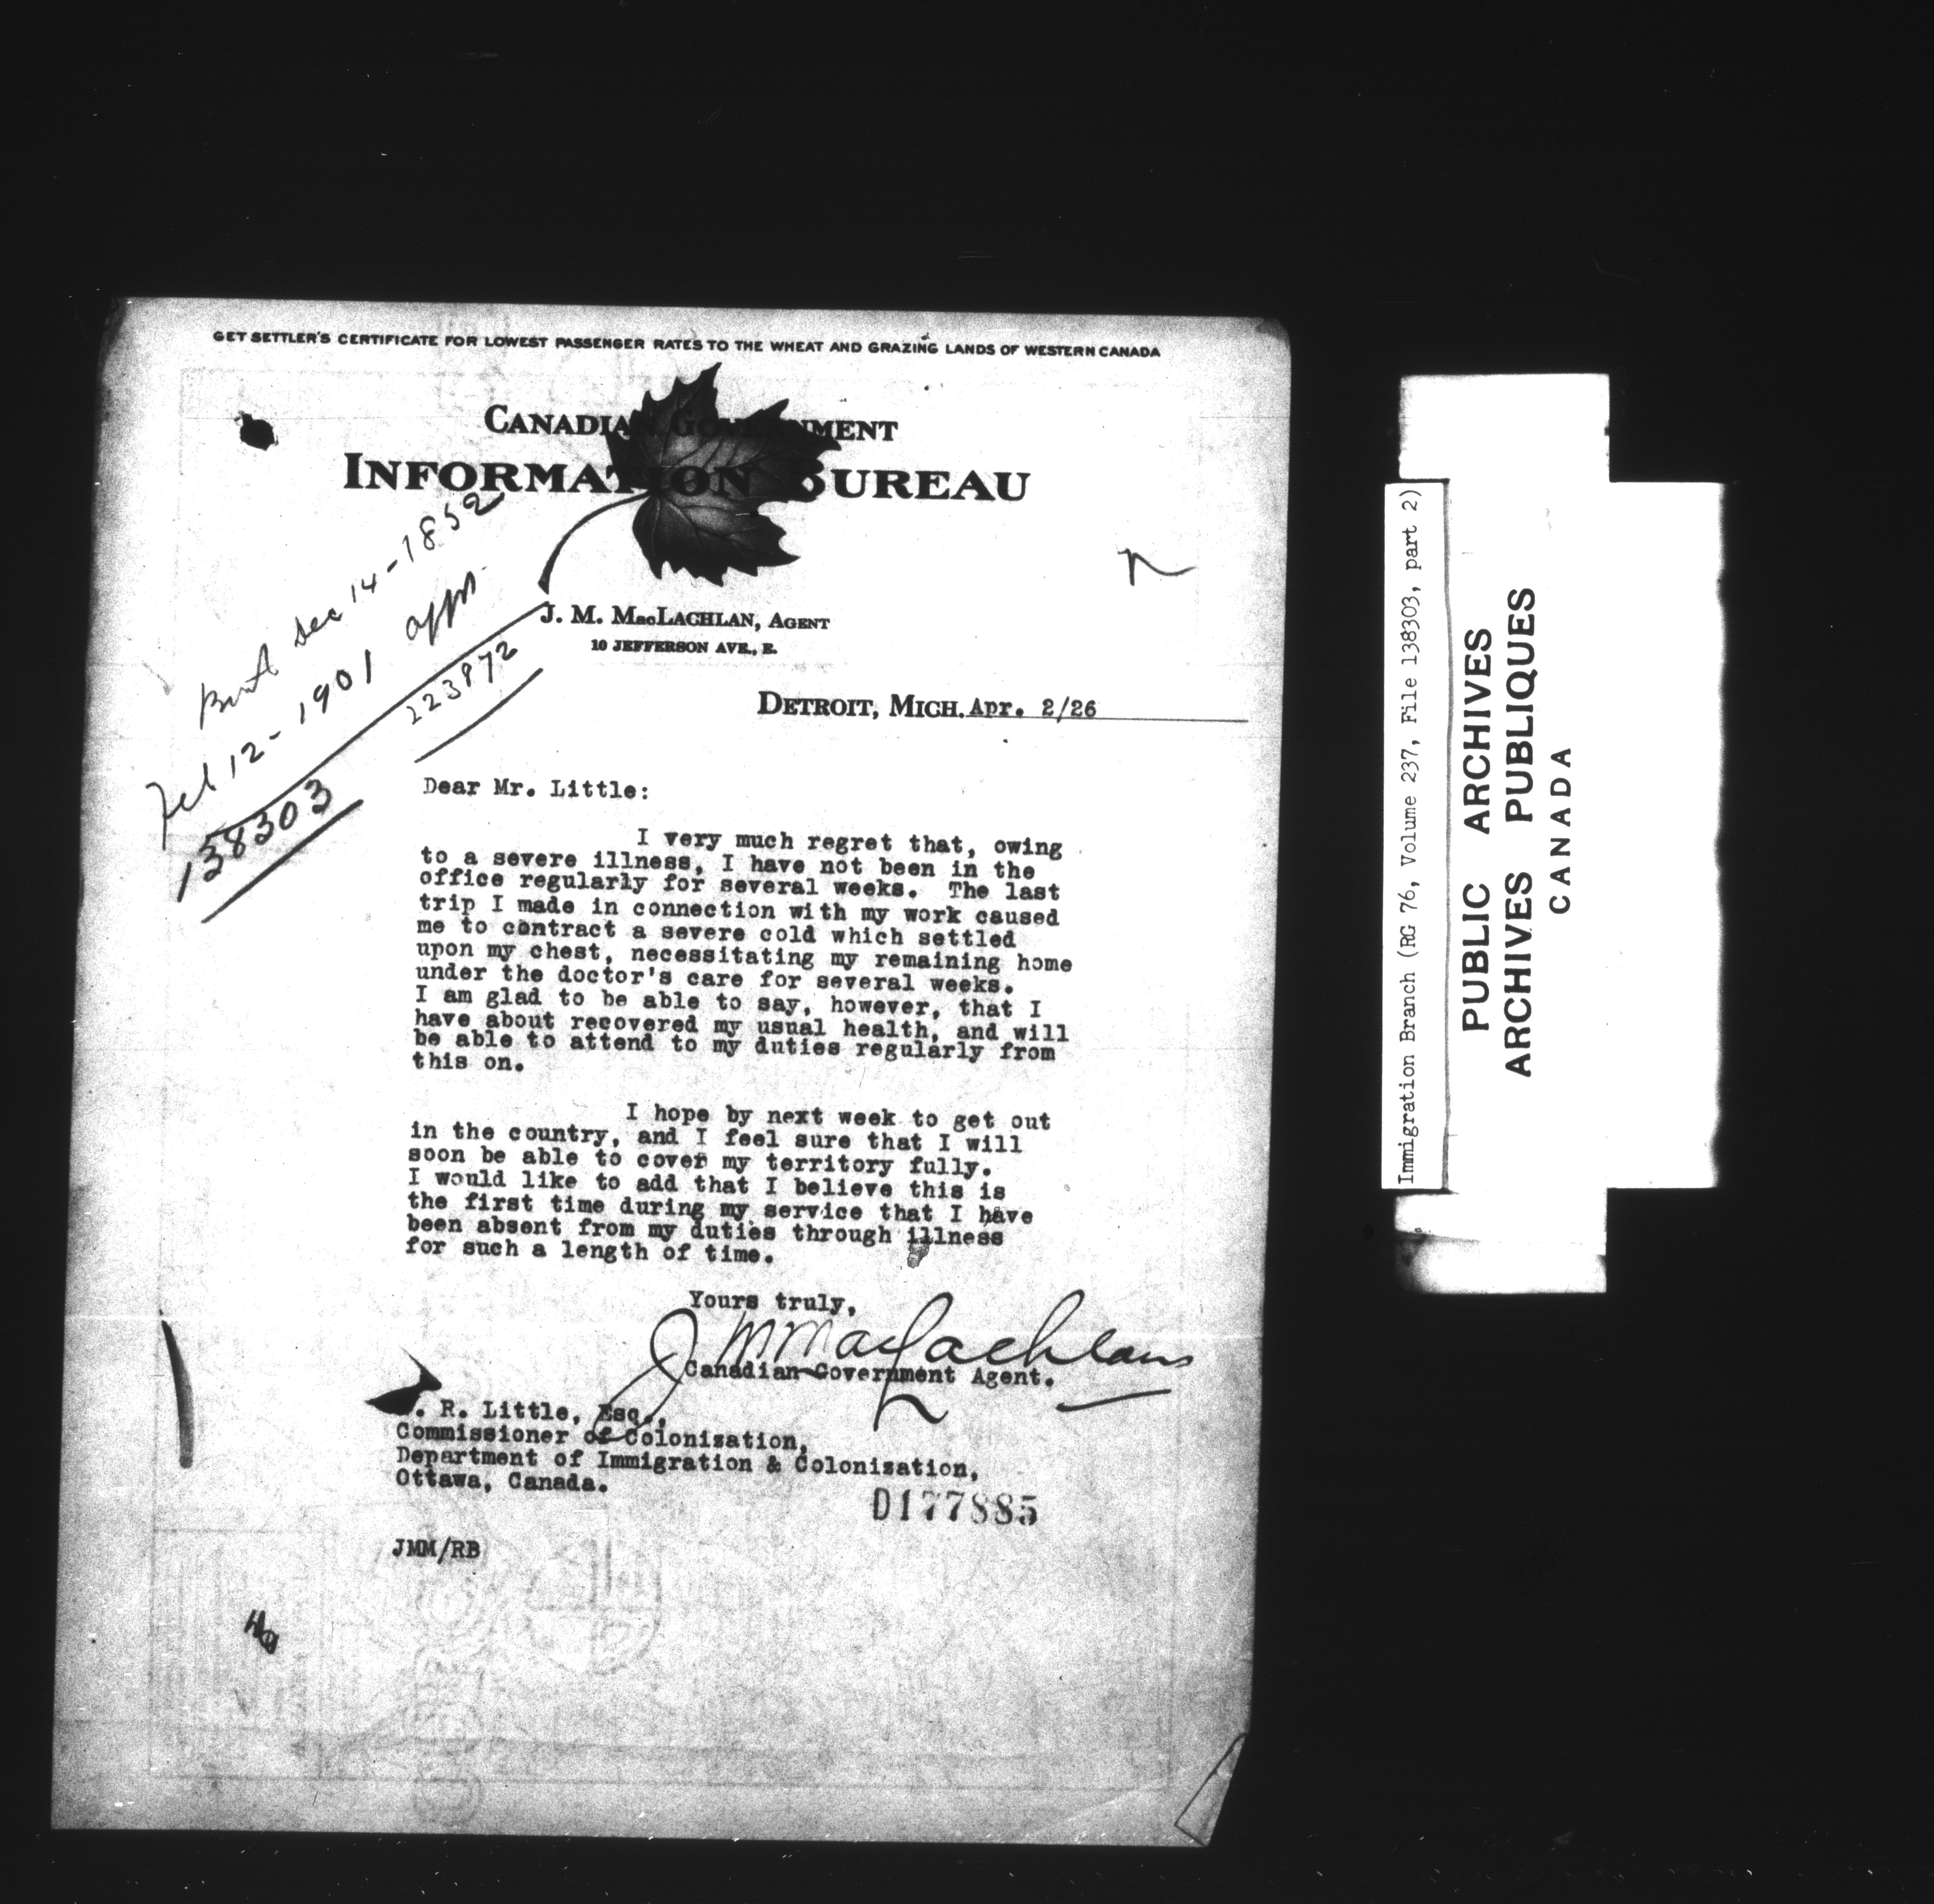 GET SETTLER'S CERTIFICATE FOR LOWEST PASSENGER RATES TO THE WHEAT AND GRAZING LANDS OF WESTERN CANADA
CANADIAN GOVERNMENT
INFORMATION BUREAU
J. M. MacLACHLAN, AGENT
10 JEFFERSON AVE., E.
Dec 14-1852
Feb 12-1901 app.
138303
DETROIT, MICH. Apr. 2/26
Dear Mr. Little:
I very much regret that, owing
to a severe illness, I have not been in the
office regularly for several weeks. The last
trip I made in connection with my work caused
me to contract a severe cold which settled
upon my chest, necessitating my remaining home
under the doctor's care for several weeks.
I am glad to be able to say, however, that I
have about recovered my usual health, and will
be able to attend to my duties regularly from
this on.
I hope by next week to get out
in the country, and I feel sure that I will
soon be able to cover my territory fully.
I would like to add that I believe this is
the first time during my service that I have
been absent from my duties through illness
for such a length of time.
Yours truly,
J M MacLachlan
Canadian Government Agent.
. R. Little, Esq.,
Commissioner of Colonisation,
Department of Immigration & Colonisation,
Ottawa, Canada.
D177885
JMM/RB
Immigration Branch (RG 76, Volume 237, File 138303, part 2)
PUBLIC ARCHIVES
ARCHIVES PUBLIQUES
CANADA